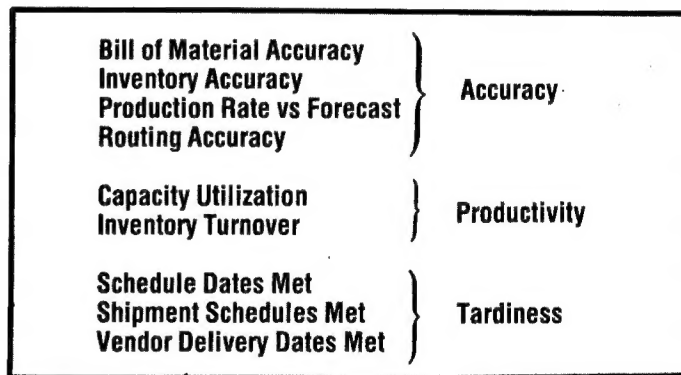 Bill of Material Accuracy
Inventory Accuracy
Production Rate vs Forecast
Routing Accuracy
Accuracy
Capacity Utilization
Inventory Turnover
Productivity
Schedule Dates Met
Shipment Schedules Met
Vendor Delivery Dates Met
Tardiness